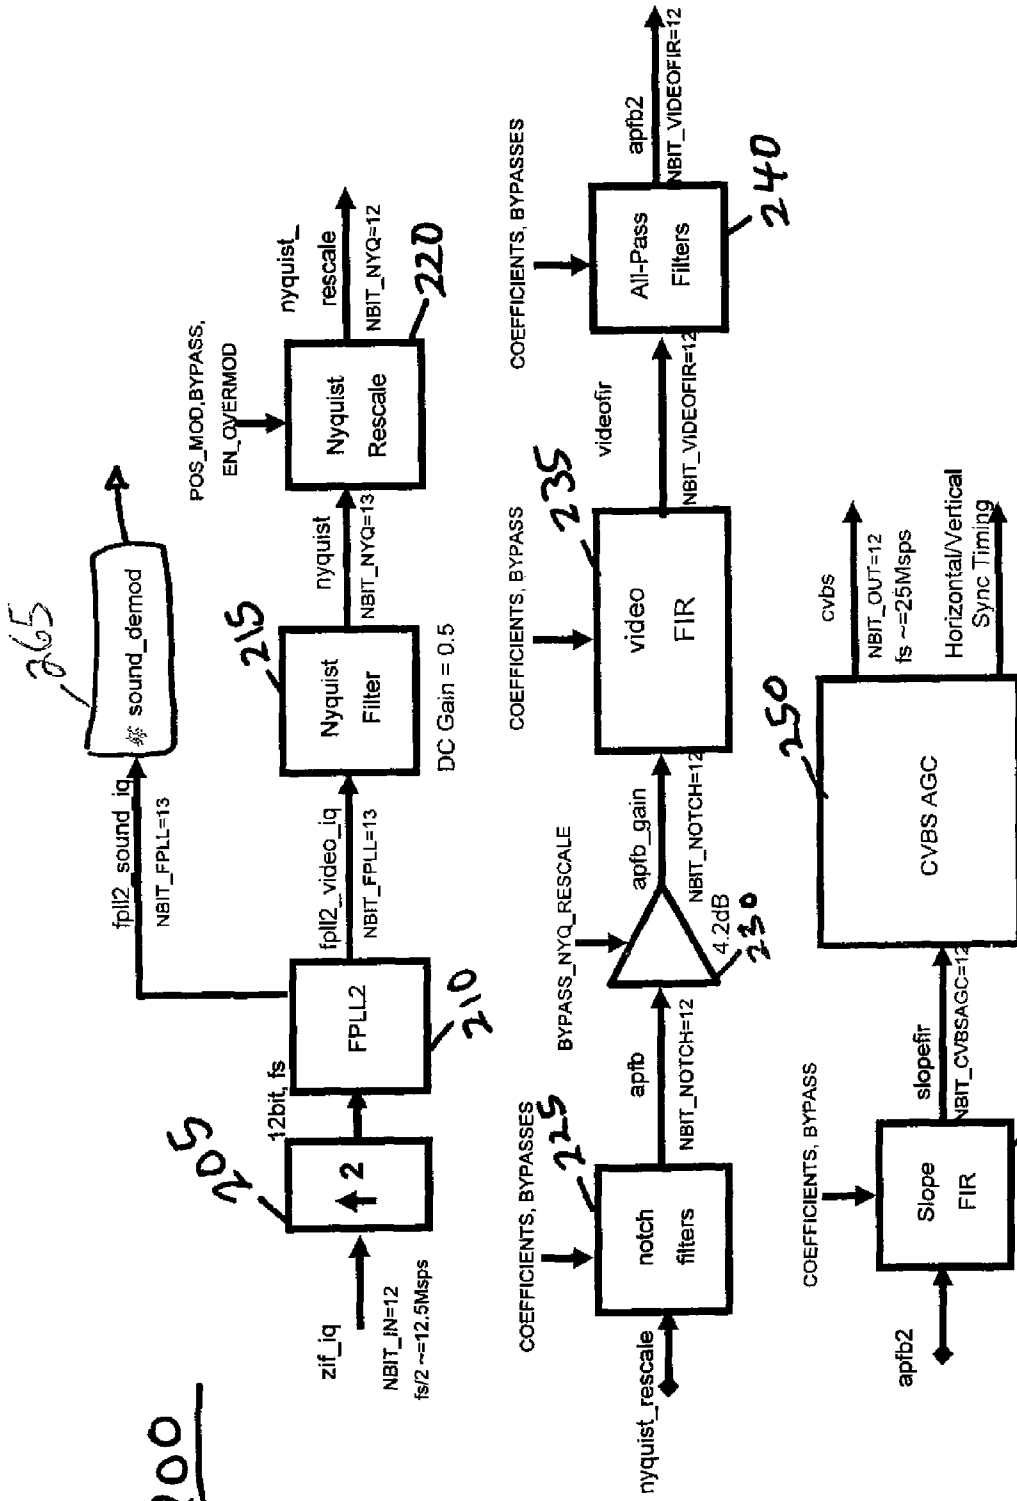 200
zif_iq
NBIT_IN=12
fs/2 ~=12.5Msps
205
2
12bit, fs
FPLL2
210
fpll2_sound_iq
NBIT_FPLL=13
265
sound_demod
fpll2_video_iq
NBIT_FPLL=13
Nyquist
Filter
215
DC Gain = 0.5
nyquist
NBIT_NYQ=13
POS_MOD,BYPASS,
EN_OVERMOD
Nyquist
Rescale
220
nyquist_
rescale
NBIT_NYQ=12
nyquist_rescale
COEFFICIENTS, BYPASSES
225
notch
filters
apfb
NBIT_NOTCH=12
BYPASS_NYQ_RESCALE
4.2dB
230
apfb_gain
NBIT_NOTCH=12
COEFFICIENTS, BYPASS
235
video
FIR
videofir
NBIT_VIDEOFIR=12
COEFFICIENTS, BYPASSES
All-Pass
Filters
240
apfb2
NBIT_VIDEOFIR=12
apfb2
COEFFICIENTS, BYPASS
Slope
FIR
slopefir
NBIT_CVBSAGC=12
CVBS AGC
250
cvbs
NBIT_OUT=12
fs ~=25Msps
Horizontal/Vertical
Sync Timing